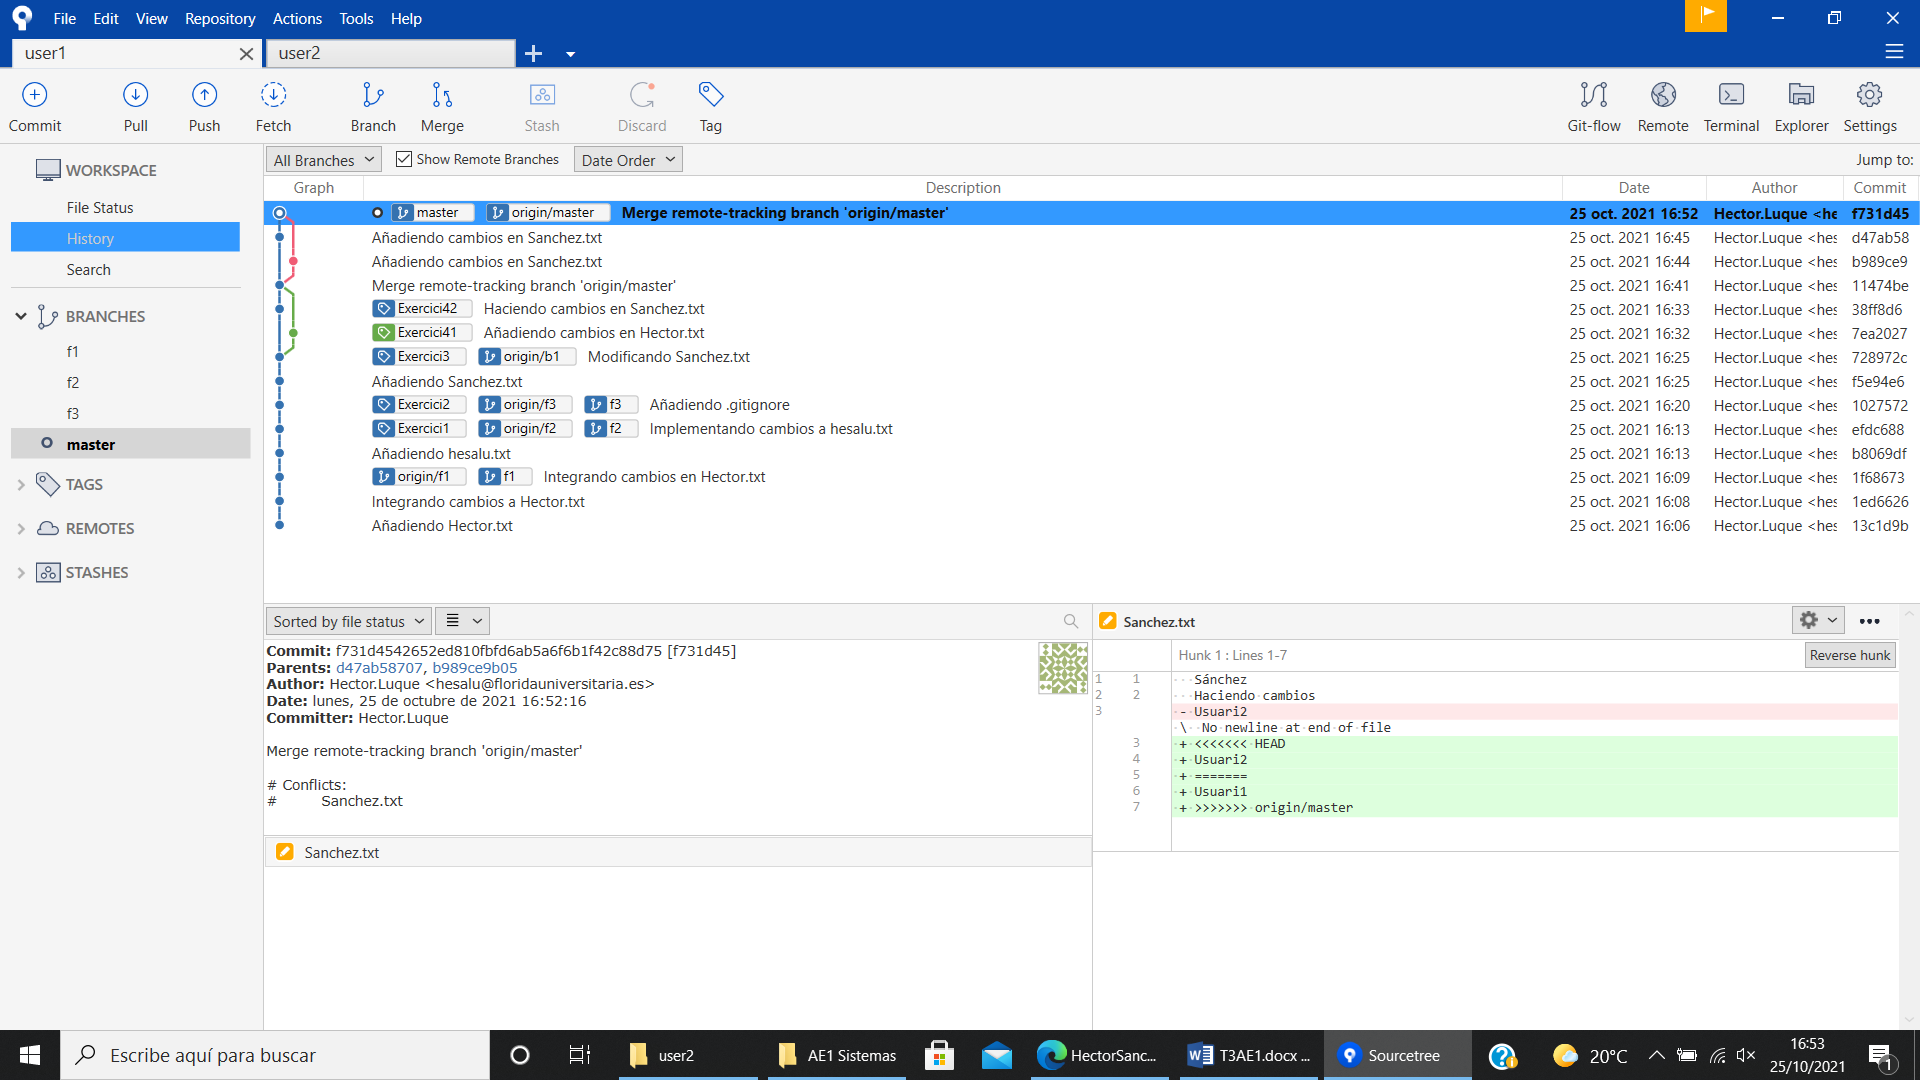 File Edit View Repository Actions Tools Help
user1
user2
Commit Pull Push Fetch Branch Merge Stash Discard Tag Git-flow Remote Terminal Explorer Settings
All Branches Show Remote Branches Date Order Jump to:
WORKSPACE
File Status
History
Search
BRANCHES
f1
f2
f3
master
TAGS
REMOTES
STASHES
Graph Description Date Author Commit
master origin/master Merge remote-tracking branch 'origin/master' 25 oct. 2021 16:52 Hector.Luque <he f731d45
Añadiendo cambios en Sanchez.txt 25 oct. 2021 16:45 Hector.Luque <hes d47ab58
Añadiendo cambios en Sanchez.txt 25 oct. 2021 16:44 Hector.Luque <hes b989ce9
Merge remote-tracking branch 'origin/master' 25 oct. 2021 16:41 Hector.Luque <hes 11474be
Exercici42 Haciendo cambios en Sanchez.txt 25 oct. 2021 16:33 Hector.Luque <hes 38ff8d6
Exercici41 Añadiendo cambios en Hector.txt 25 oct. 2021 16:32 Hector.Luque <hes 7ea2027
Exercici3 origin/b1 Modificando Sanchez.txt 25 oct. 2021 16:25 Hector.Luque <hes 728972c
Añadiendo Sanchez.txt 25 oct. 2021 16:25 Hector.Luque <hes f5e94e6
Exercici2 origin/f3 f3 Añadiendo .gitignore 25 oct. 2021 16:20 Hector.Luque <hes 1027572
Exercici1 origin/f2 f2 Implementando cambios a hesalu.txt 25 oct. 2021 16:13 Hector.Luque <hes efdc688
Añadiendo hesalu.txt 25 oct. 2021 16:13 Hector.Luque <hes b8069df
origin/f1 f1 Integrando cambios en Hector.txt 25 oct. 2021 16:09 Hector.Luque <hes 1f68673
Integrando cambios a Hector.txt 25 oct. 2021 16:08 Hector.Luque <hes 1ed6626
Añadiendo Hector.txt 25 oct. 2021 16:06 Hector.Luque <hes 13c1d9b
Sorted by file status
Commit: f731d4542652ed810fbfd6ab5a6f6b1f42c88d75 [f731d45]
Parents: d47ab58707, b989ce9b05
Author: Hector.Luque <hesalu@floridauniversitaria.es>
Date: lunes, 25 de octubre de 2021 16:52:16
Committer: Hector.Luque
Merge remote-tracking branch 'origin/master'
# Conflicts:
# Sanchez.txt
Sanchez.txt
Sanchez.txt
Hunk 1 : Lines 1-7 Reverse hunk
1 1 Sánchez
2 2 Haciendo cambios
3 - Usuari2
\ No newline at end of file
3 + <<<<<<< HEAD
4 + Usuari2
5 + =======
6 + Usuari1
7 + >>>>>>> origin/master
Escribe aquí para buscar
user2
AE1 Sistemas
HectorSanc...
T3AE1.docx ...
Sourcetree
20°C
16:53
25/10/2021
1